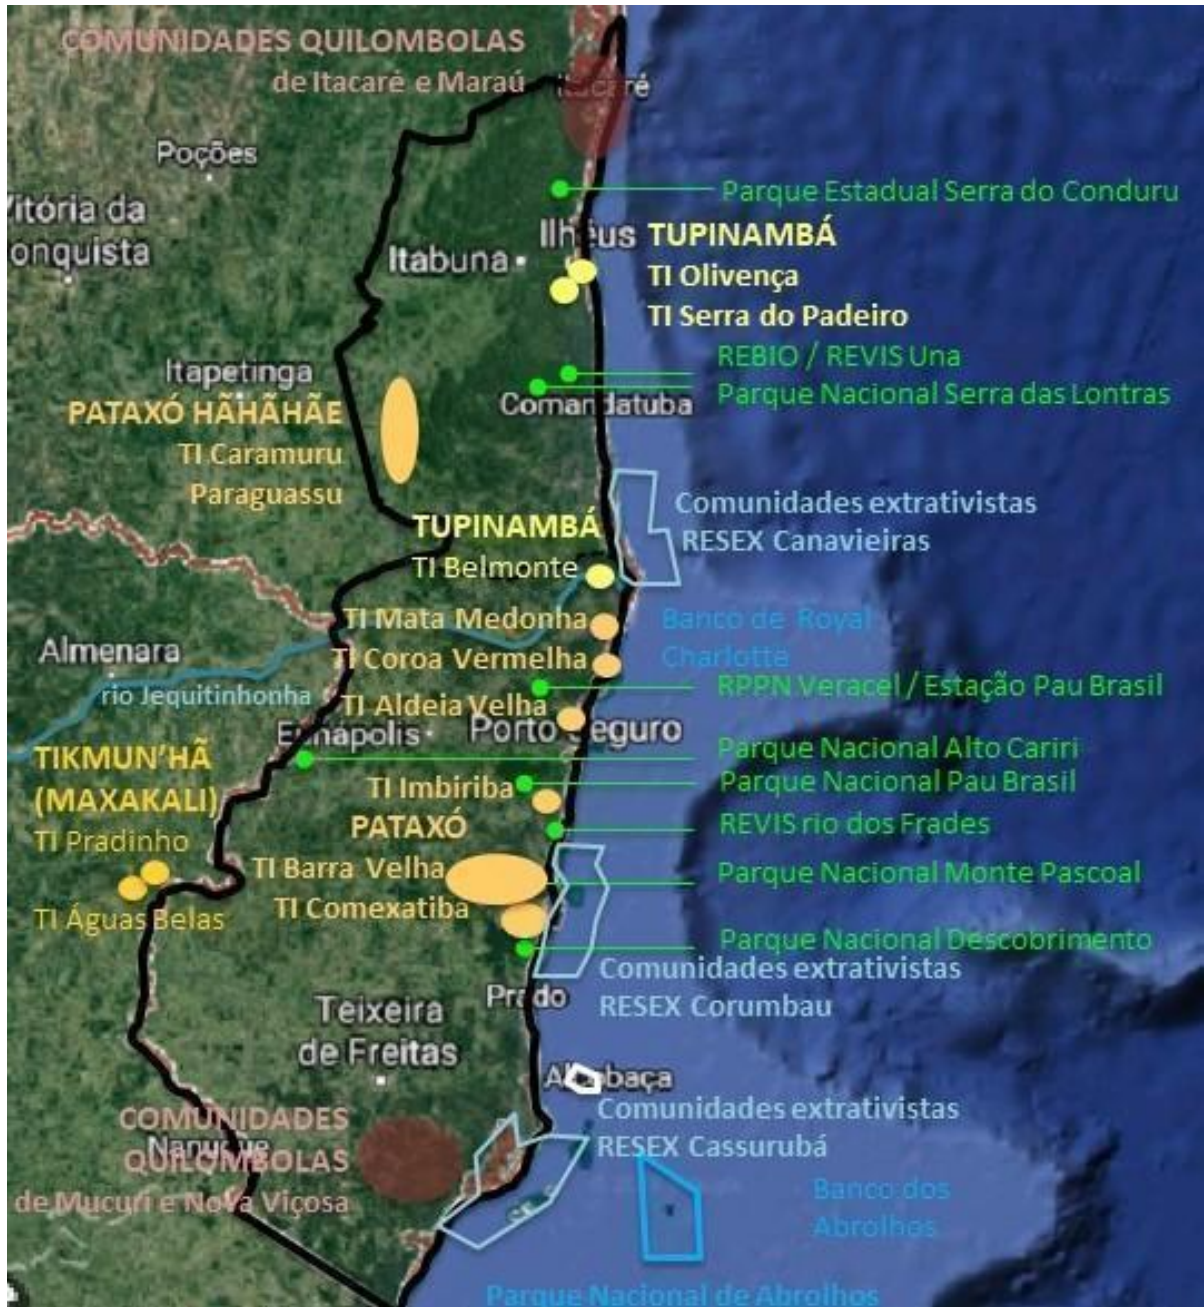 COMUNIDADES QUILOMBOLAS
de Itacaré e Maraú
Itacaré
Poções
Vitória da
onquista
Parque Estadual Serra do Conduru
Ilhéus
Itabuna
TUPINAMBÁ
TI Olivença
TI Serra do Padeiro
REBIO / REVIS Una
Itapetinga
Parque Nacional Serra das Lontras
Comandatuba
PATAXÓ HÃHÃHÃE
TI Caramuru
Paraguassu
Comunidades extrativistas
RESEX Canavieiras
TUPINAMBÁ
TI Belmonte
TI Mata Medonha
Banco de Royal
Charlotte
Almenara
TI Coroa Vermelha
rio Jequitinhonha
RPPN Veracel / Estação Pau Brasil
TI Aldeia Velha
Eunápolis
Porto Seguro
Parque Nacional Alto Cariri
TIKMUN'HÃ
(MAXAKALI)
TI Pradinho
TI Águas Belas
TI Imbiriba
Parque Nacional Pau Brasil
PATAXÓ
REVIS rio dos Frades
TI Barra Velha
Parque Nacional Monte Pascoal
TI Comexatiba
Parque Nacional Descobrimento
Comunidades extrativistas
RESEX Corumbau
Prado
Teixeira
de Freitas
Alcobaça
Comunidades extrativistas
RESEX Cassurubá
COMUNIDADES
QUILOMBOLAS
de Mucuri e Nova Viçosa
Nanuque
Banco dos
Abrolhos
Parque Nacional de Abrolhos